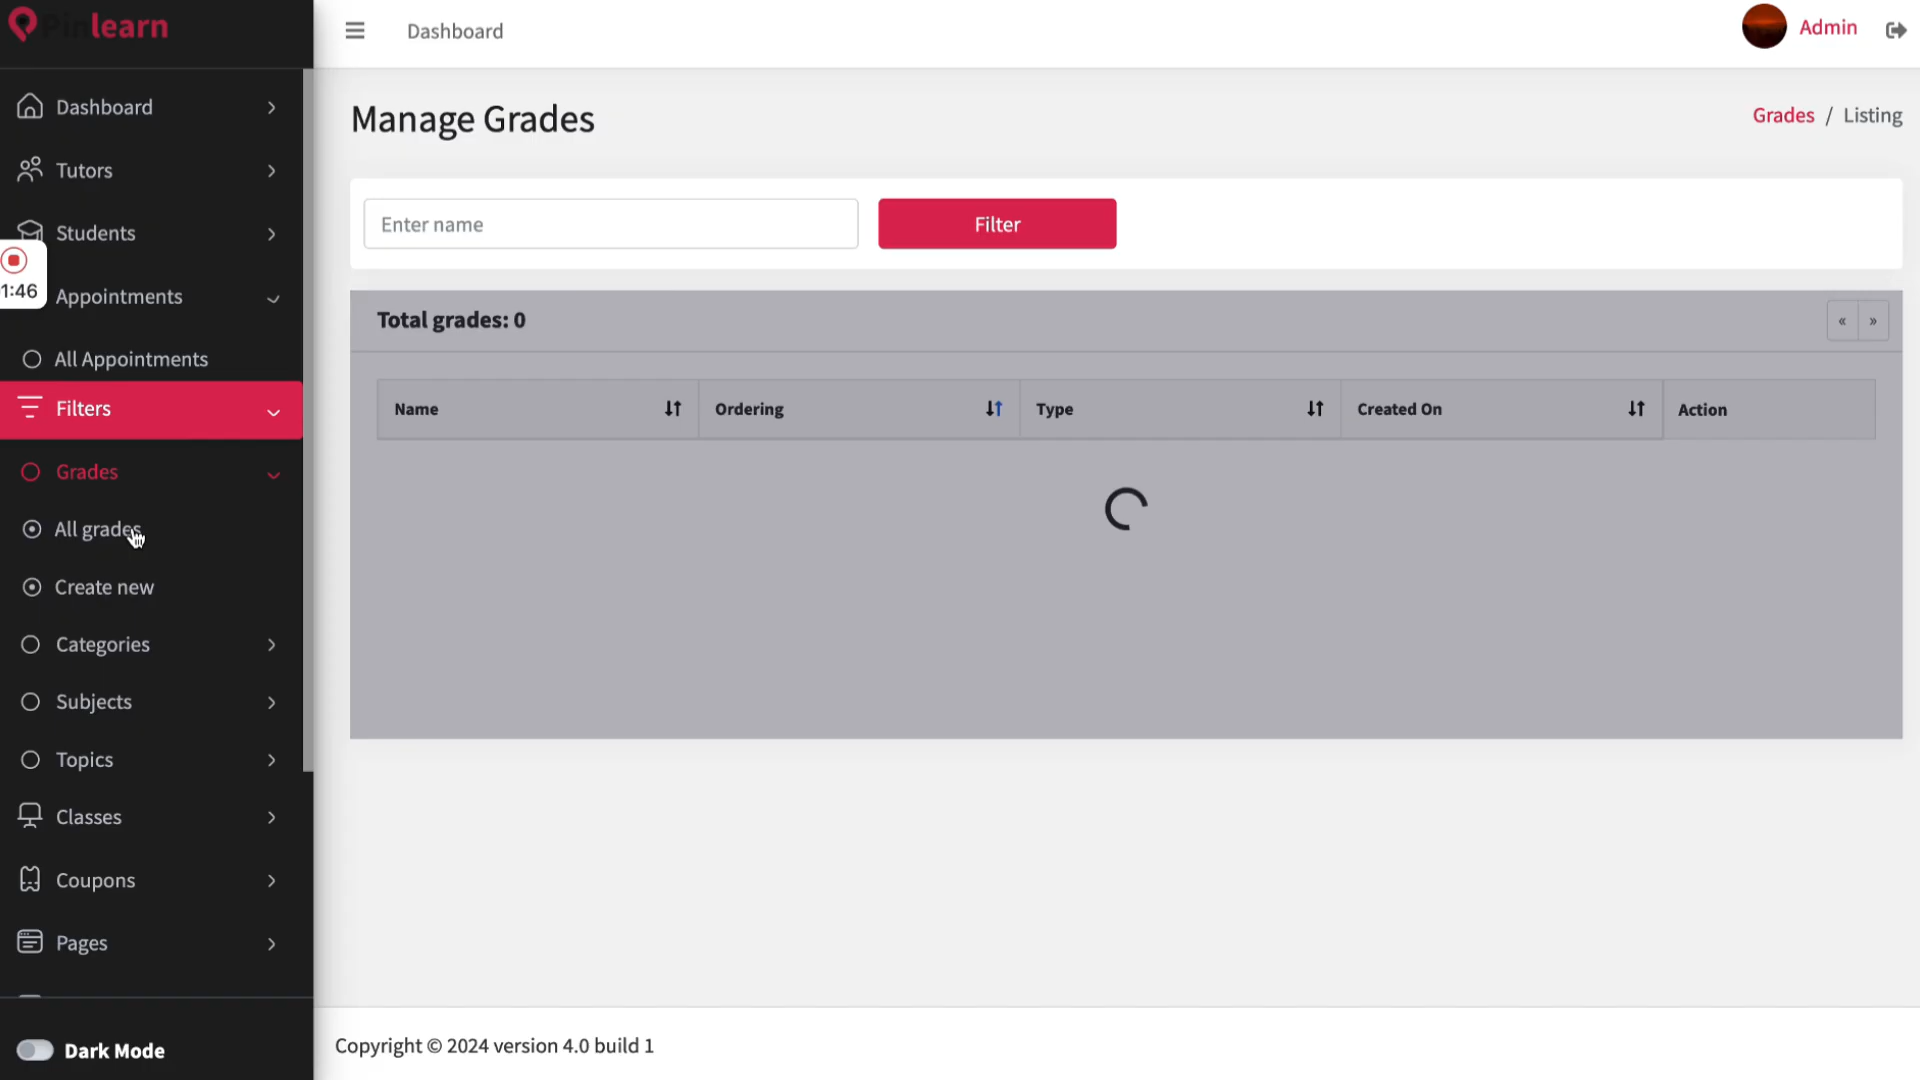 Pinlearn
Dashboard
Admin
Dashboard
Tutors
Students
1:46
Appointments
All Appointments
Filters
Grades
All grades
Create new
Categories
Subjects
Topics
Classes
Coupons
Pages
Dark Mode
Manage Grades
Grades / Listing
Enter name
Filter
Total grades: 0
« »
Name Ordering Type Created On Action
Copyright © 2024 version 4.0 build 1